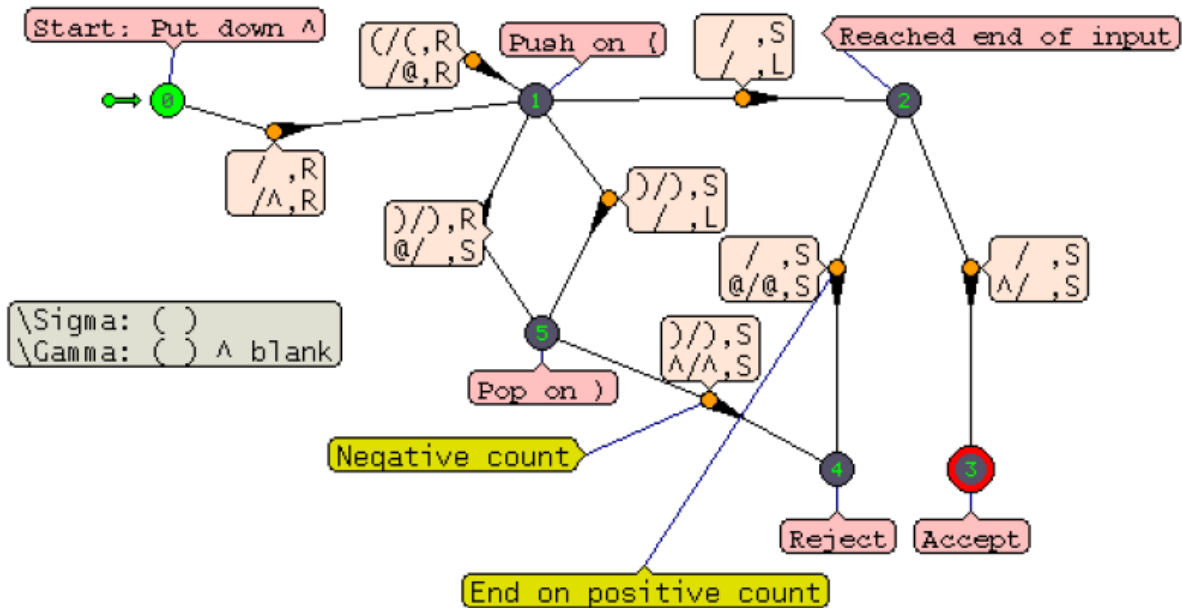 Start: Put down ^
(/(,R
/@,R
Push on (
/ ,S
/ ,L
Reached end of input
0
1
2
/ ,R
/^,R
)/),R
@/ ,S
)/),S
/ ,L
/ ,S
@/@,S
/ ,S
^/ ,S
\Sigma: ( )
\Gamma: ( ) ^ blank
5
)/),S
^/^,S
Pop on )
Negative count
4
3
Reject
Accept
End on positive count